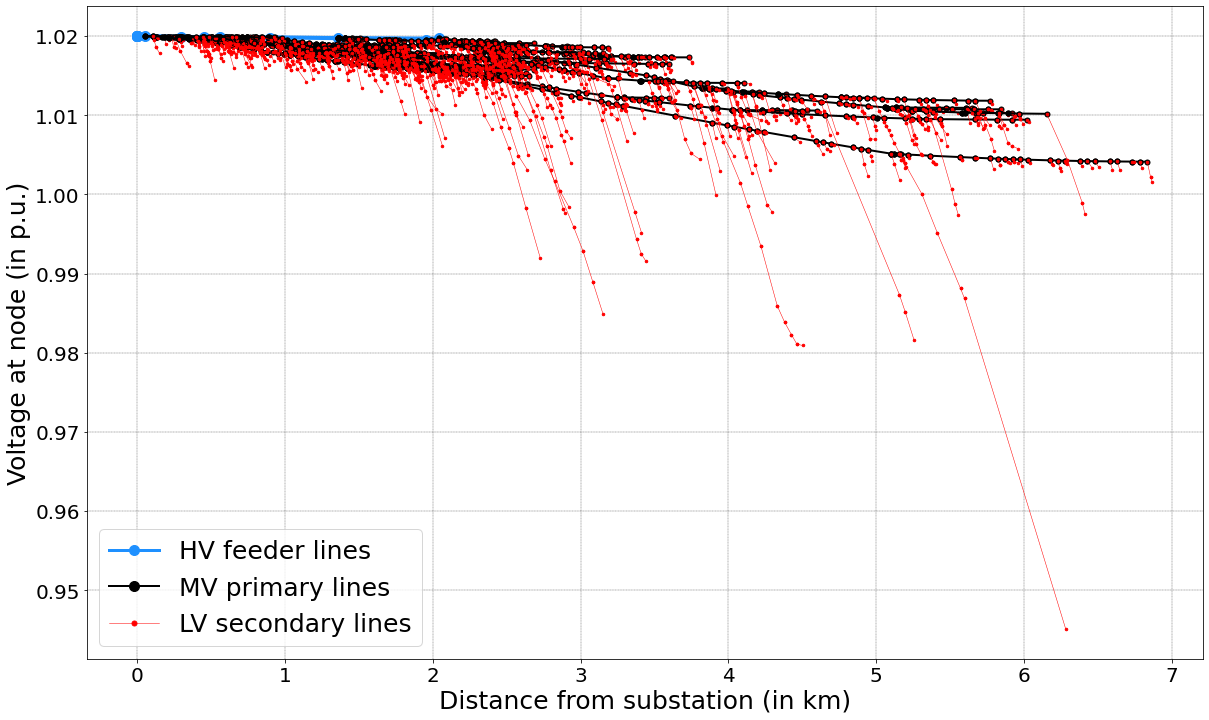 Voltage at node (in p.u.)
1.02
1.01
1.00
0.99
0.98
0.97
0.96
0.95
HV feeder lines
MV primary lines
LV secondary lines
0 1 2 3 4 5 6 7
Distance from substation (in km)